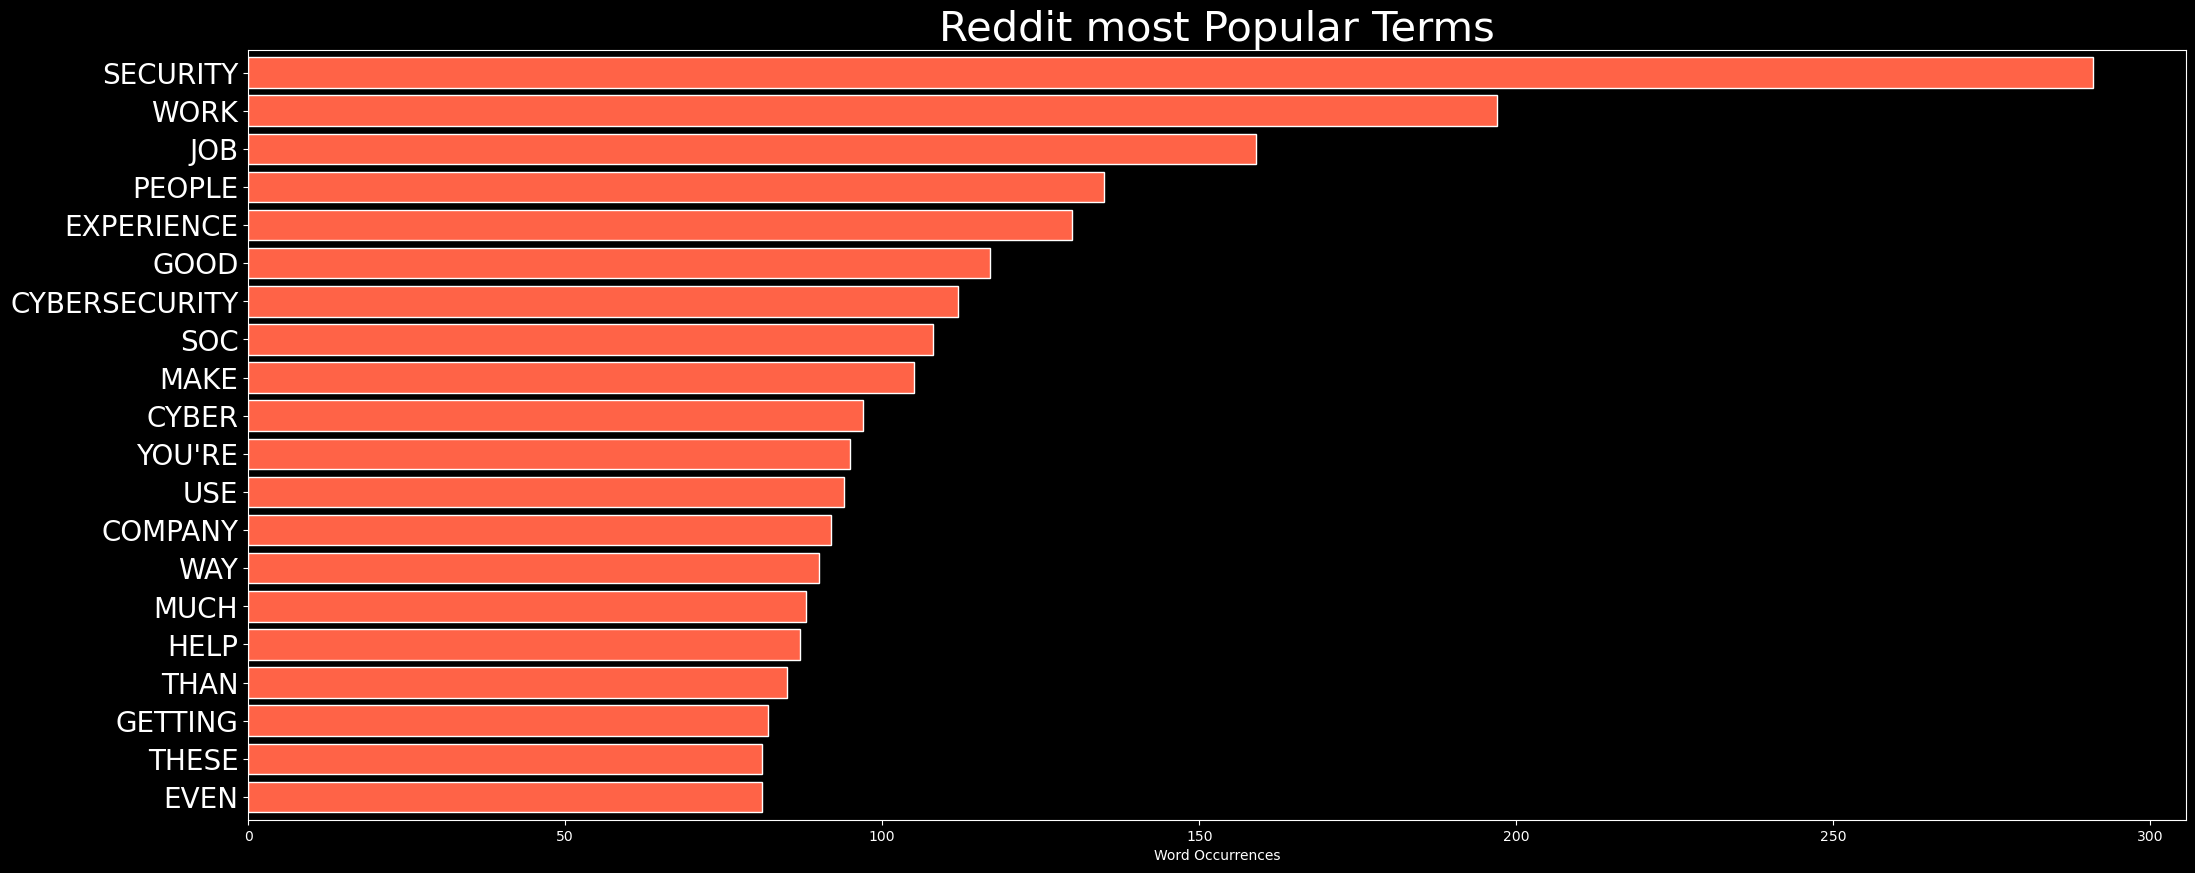 Reddit most Popular Terms
SECURITY
WORK
JOB
PEOPLE
EXPERIENCE
GOOD
CYBERSECURITY
SOC
MAKE
CYBER
YOU'RE
USE
COMPANY
WAY
MUCH
HELP
THAN
GETTING
THESE
EVEN
0 50 100 150 200 250 300
Word Occurrences